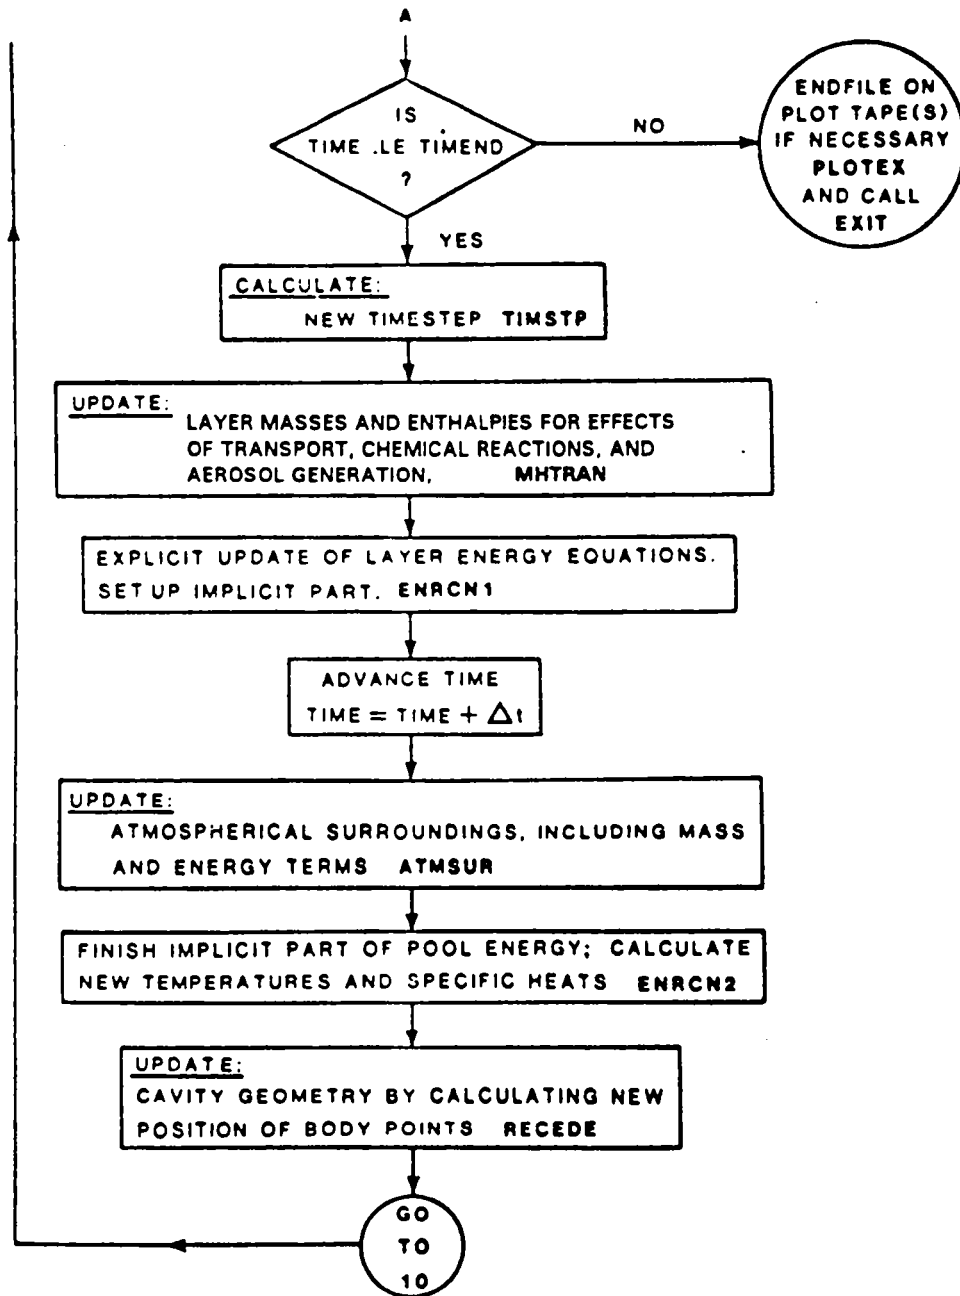 A
IS
TIME .LE TIMEND
?
NO
ENDFILE ON
PLOT TAPE(S)
IF NECESSARY
PLOTEX
AND CALL
EXIT
YES
CALCULATE:
NEW TIMESTEP TIMSTP
UPDATE:
LAYER MASSES AND ENTHALPIES FOR EFFECTS
OF TRANSPORT, CHEMICAL REACTIONS, AND
AEROSOL GENERATION, MHTRAN
EXPLICIT UPDATE OF LAYER ENERGY EQUATIONS.
SET UP IMPLICIT PART. ENRCN1
ADVANCE TIME
TIME = TIME + Δt
UPDATE:
ATMOSPHERICAL SURROUNDINGS, INCLUDING MASS
AND ENERGY TERMS ATMSUR
FINISH IMPLICIT PART OF POOL ENERGY; CALCULATE
NEW TEMPERATURES AND SPECIFIC HEATS ENRCN2
UPDATE:
CAVITY GEOMETRY BY CALCULATING NEW
POSITION OF BODY POINTS RECEDE
GO
TO
10